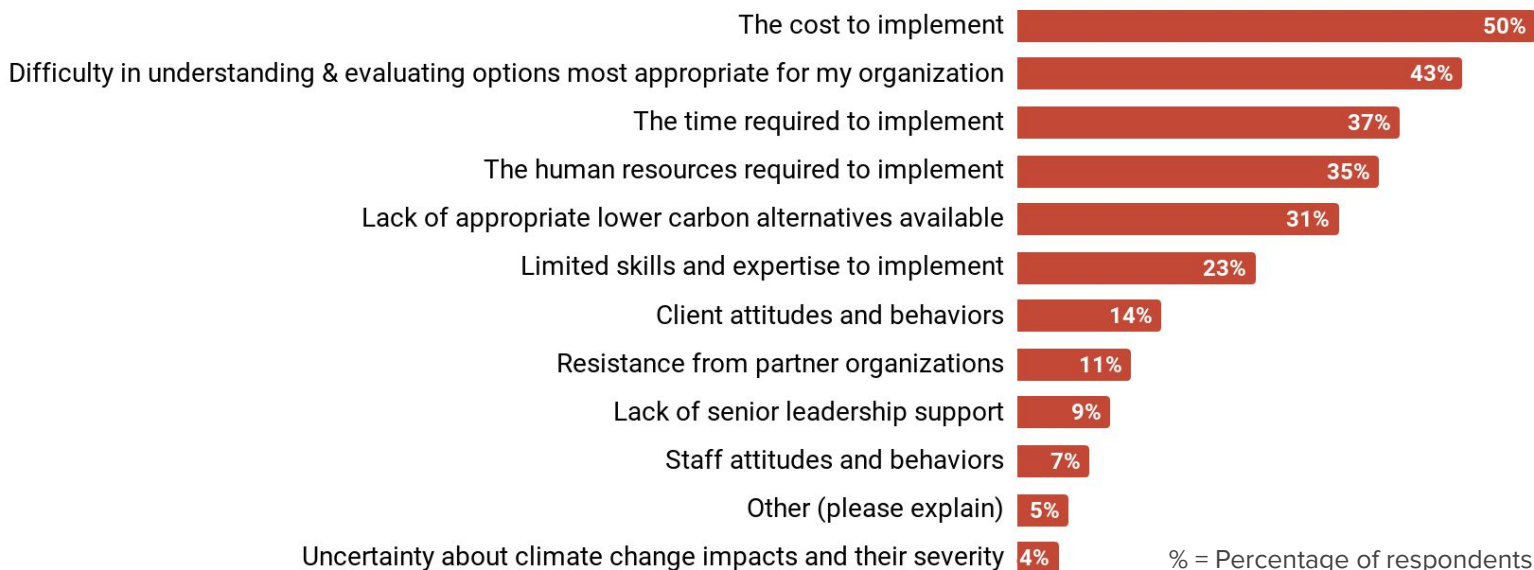 The cost to implement 50%
Difficulty in understanding & evaluating options most appropriate for my organization 43%
The time required to implement 37%
The human resources required to implement 35%
Lack of appropriate lower carbon alternatives available 31%
Limited skills and expertise to implement 23%
Client attitudes and behaviors 14%
Resistance from partner organizations 11%
Lack of senior leadership support 9%
Staff attitudes and behaviors 7%
Other (please explain) 5%
Uncertainty about climate change impacts and their severity 4% % = Percentage of respondents